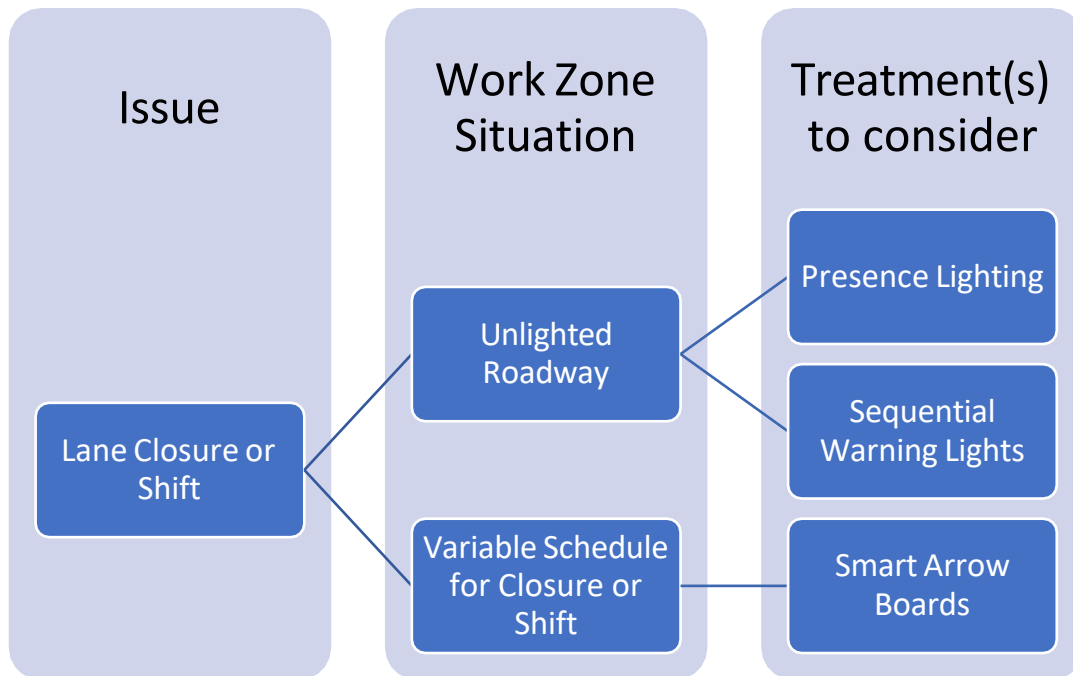 Issue
Work Zone
Situation
Treatment(s)
to consider
Lane Closure or
Shift
Unlighted
Roadway
Variable Schedule
for Closure or
Shift
Presence Lighting
Sequential
Warning Lights
Smart Arrow
Boards